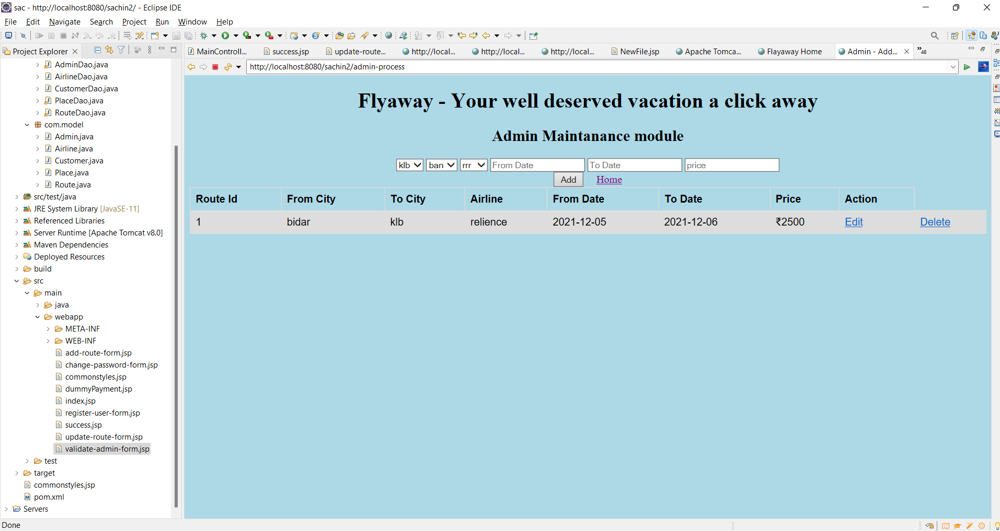 sac - http://localhost:8080/sachin2/ - Eclipse IDE
File Edit Navigate Search Project Run Window Help
Project Explorer
AdminDao.java
AirlineDao.java
CustomerDao.java
PlaceDao.java
RouteDao.java
com.model
Admin.java
Airline.java
Customer.java
Place.java
Route.java
src/test/java
JRE System Library [JavaSE-11]
Referenced Libraries
Server Runtime [Apache Tomcat v8.0]
Maven Dependencies
Deployed Resources
build
src
main
java
webapp
META-INF
WEB-INF
add-route-form.jsp
change-password-form.jsp
commonstyles.jsp
dummyPayment.jsp
index.jsp
register-user-form.jsp
success.jsp
update-route-form.jsp
validate-admin-form.jsp
test
target
commonstyles.jsp
pom.xml
Servers
MainControll... success.jsp update-route... http://local... http://local... http://local... NewFile.jsp Apache Tomca... Flayaway Home Admin - Add... 48
http://localhost:8080/sachin2/admin-process
Flyaway - Your well deserved vacation a click away
Admin Maintanance module
klb ban rrr From Date To Date price
Add Home
Route Id From City To City Airline From Date To Date Price Action
1 bidar klb relience 2021-12-05 2021-12-06 ₹2500 Edit Delete
Done